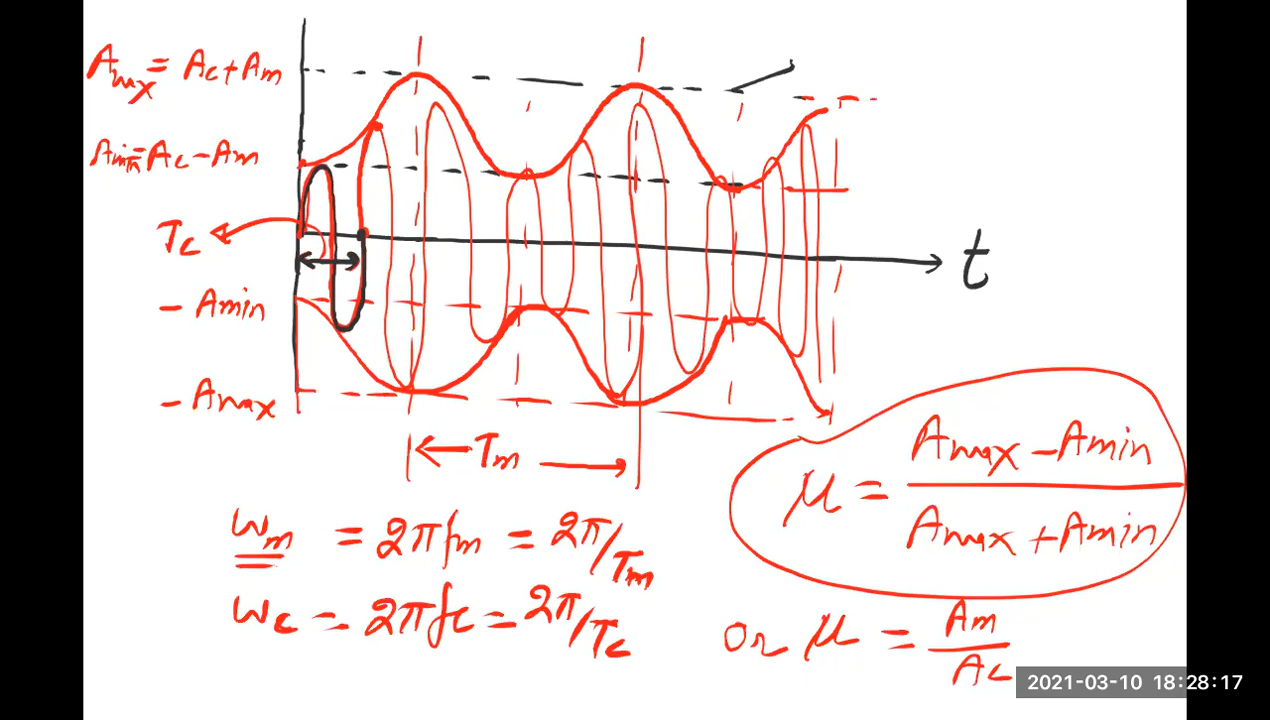 Amax = Ac + Am
Amin = Ac - Am
Tc
t
- Amin
- Amax
Tm
μ = Amax - Amin / Amax + Amin
ωm = 2πfm = 2π/Tm
ωc = 2πfc = 2π/Tc
or μ = Am / Ac
2021-03-10 18:28:17